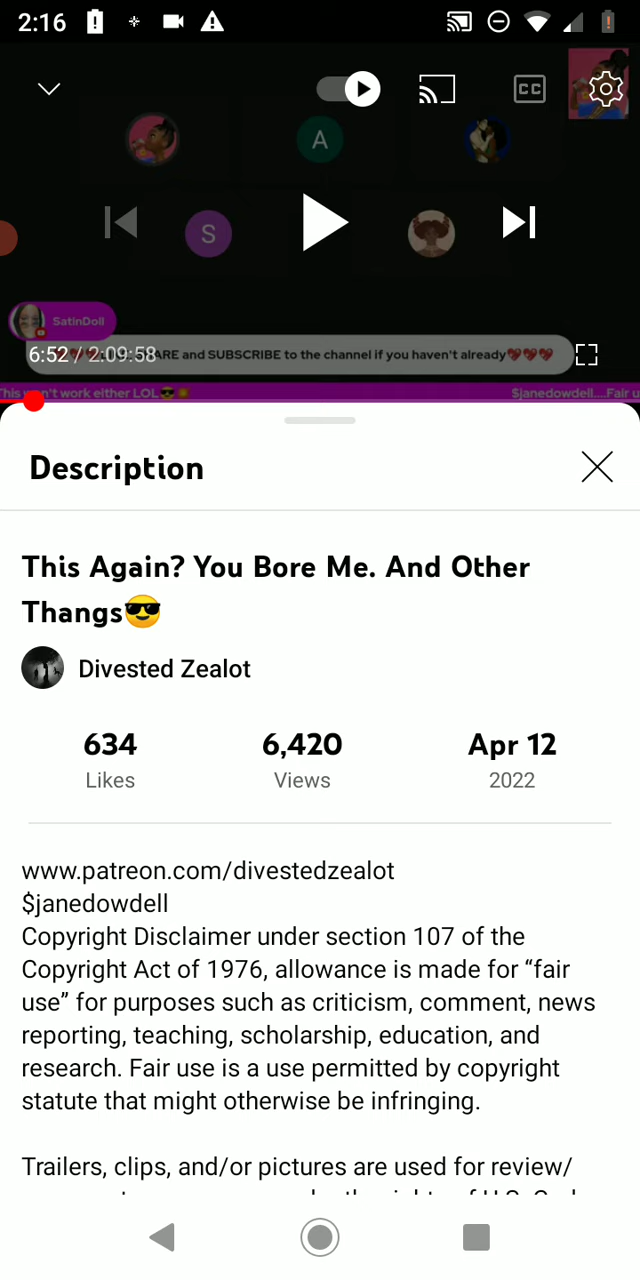 2:16
CC
A
S
SatinDoll
6:52 / 2:09:58 ARE and SUBSCRIBE to the channel if you haven't already💖💖💖
This won't work either LOL😎💥 $janedowdell....Fair u
Description
This Again? You Bore Me. And Other
Thangs😎
Divested Zealot
634 6,420 Apr 12
Likes Views 2022
www.patreon.com/divestedzealot
$janedowdell
Copyright Disclaimer under section 107 of the
Copyright Act of 1976, allowance is made for “fair
use” for purposes such as criticism, comment, news
reporting, teaching, scholarship, education, and
research. Fair use is a use permitted by copyright
statute that might otherwise be infringing.
Trailers, clips, and/or pictures are used for review/